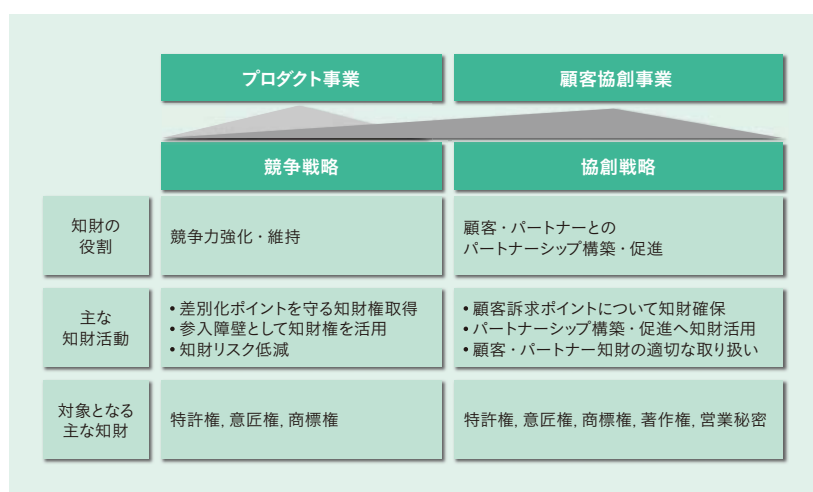 プロダクト事業
顧客協創事業
競争戦略
協創戦略
知財の
役割
競争力強化・維持
顧客・パートナーとの
パートナーシップ構築・促進
主な
知財活動
•差別化ポイントを守る知財権取得
•参入障壁として知財権を活用
•知財リスク低減
•顧客訴求ポイントについて知財確保
•パートナーシップ構築・促進へ知財活用
•顧客・パートナー知財の適切な取り扱い
対象となる
主な知財
特許権, 意匠権, 商標権
特許権, 意匠権, 商標権, 著作権, 営業秘密